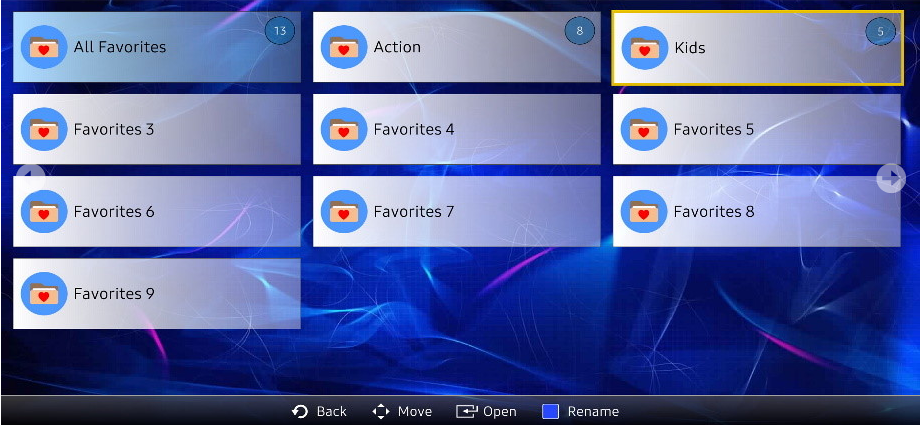 All Favorites 13
Action 8
Kids 5
Favorites 3
Favorites 4
Favorites 5
Favorites 6
Favorites 7
Favorites 8
Favorites 9
Back Move Open Rename